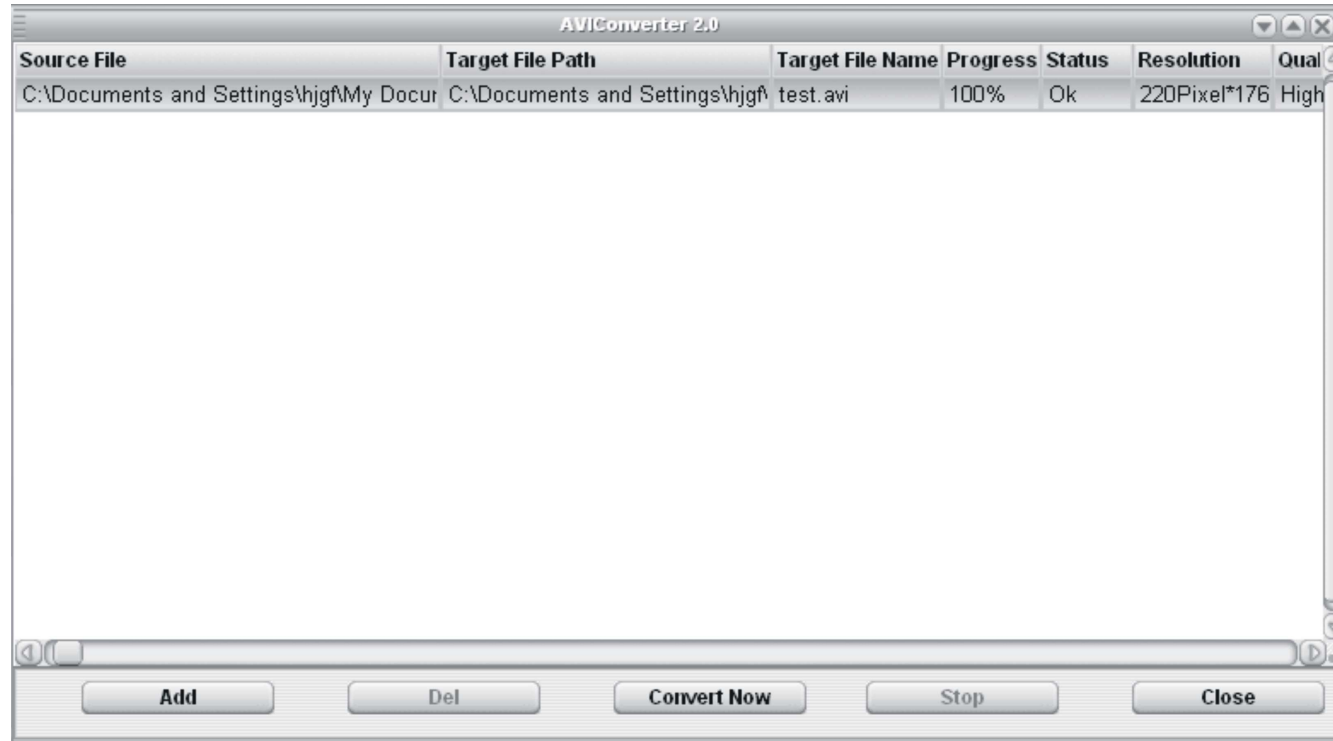 AVIConverter 2.0
Source File Target File Path Target File Name Progress Status Resolution Qual
C:\Documents and Settings\hjgf\My Docur C:\Documents and Settings\hjgf\ test.avi 100% Ok 220Pixel*176 High
Add Del Convert Now Stop Close